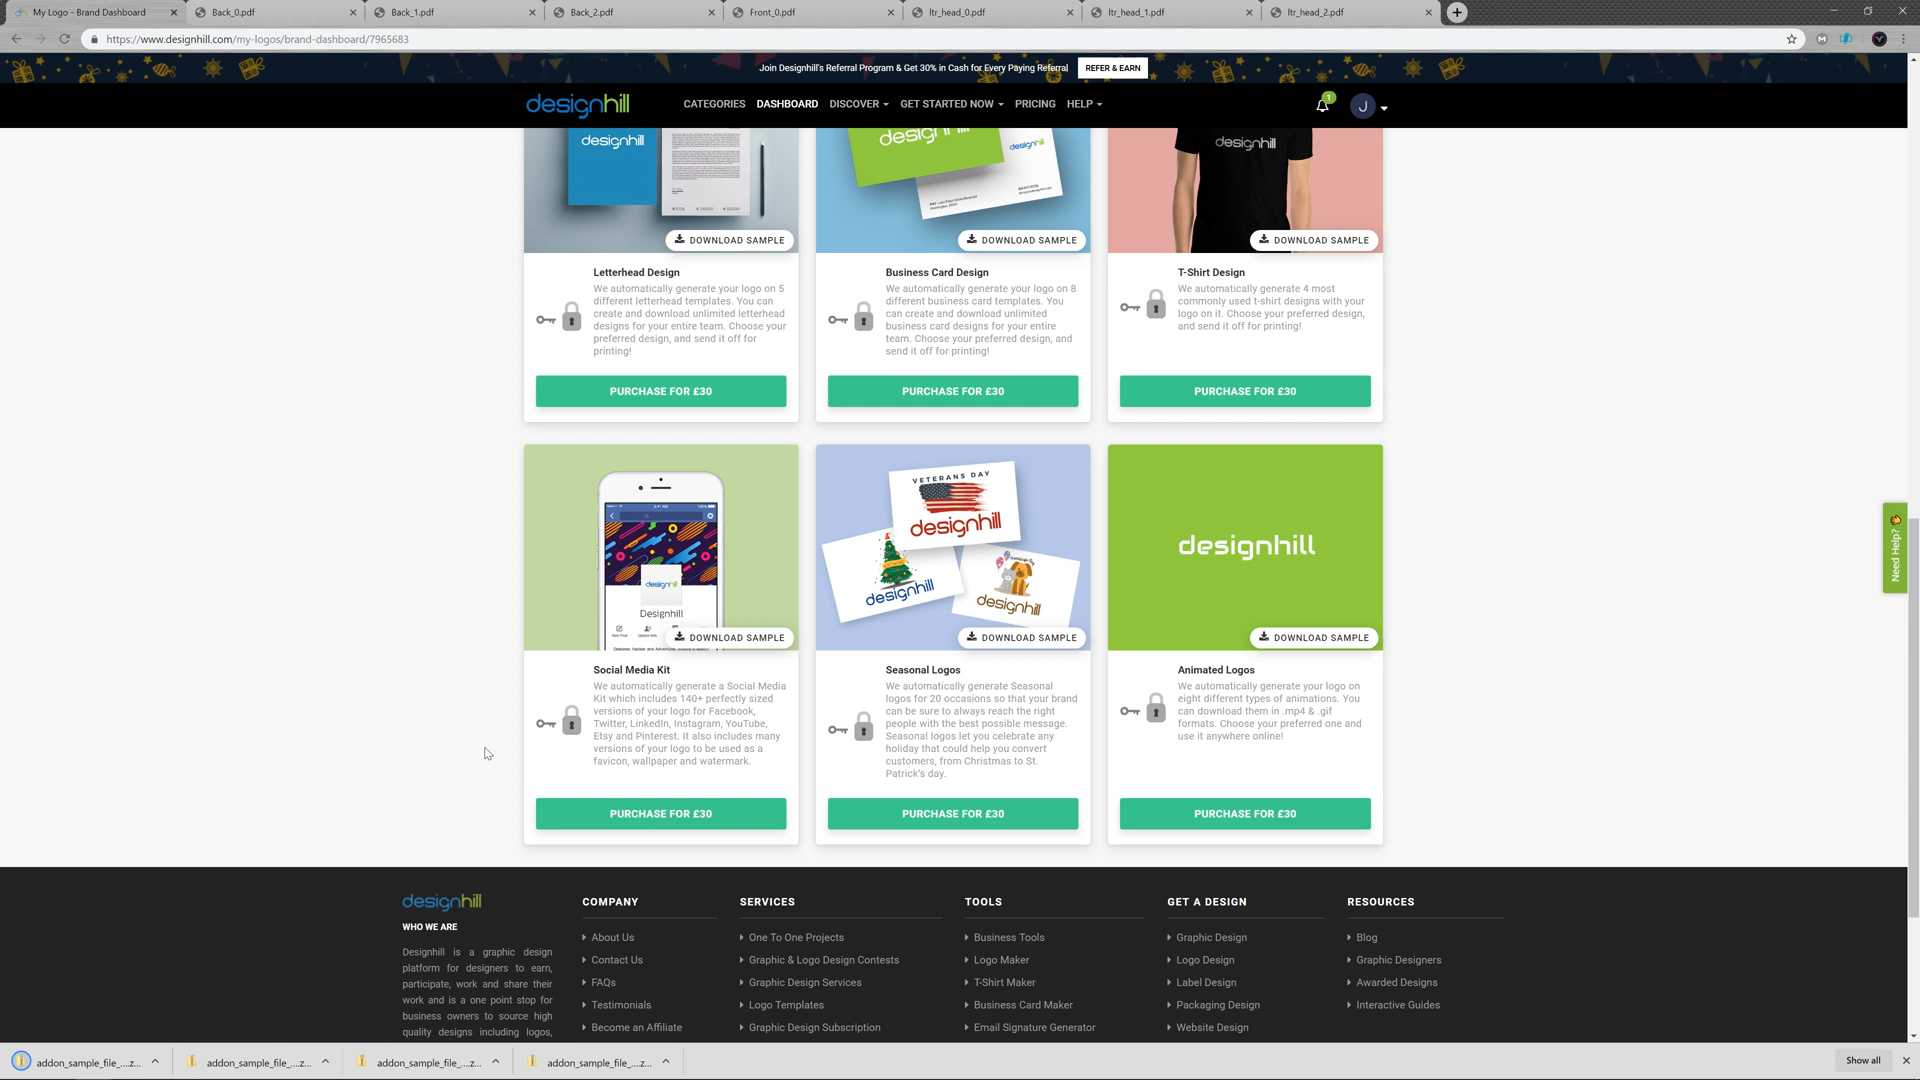 My Logo - Brand Dashboard
Back_0.pdf
Back_1.pdf
Back_2.pdf
Front_0.pdf
ltr_head_0.pdf
ltr_head_1.pdf
ltr_head_2.pdf
https://www.designhill.com/my-logos/brand-dashboard/7965683
Join Designhill's Referral Program & Get 30% in Cash for Every Paying Referral
REFER & EARN
designhill
CATEGORIES
DASHBOARD
DISCOVER
GET STARTED NOW
PRICING
HELP
1
J
designhill
designhill
designhill
designhill
DOWNLOAD SAMPLE
DOWNLOAD SAMPLE
DOWNLOAD SAMPLE
Letterhead Design
We automatically generate your logo on 5
different letterhead templates. You can
create and download unlimited letterhead
designs for your entire team. Choose your
preferred design, and send it off for
printing!
PURCHASE FOR £30
Business Card Design
We automatically generate your logo on 8
different business card templates. You
can create and download unlimited
business card designs for your entire
team. Choose your preferred design, and
send it off for printing!
PURCHASE FOR £30
T-Shirt Design
We automatically generate 4 most
commonly used t-shirt designs with your
logo on it. Choose your preferred design,
and send it off for printing!
PURCHASE FOR £30
designhill
Designhill
DOWNLOAD SAMPLE
VETERANS DAY
designhill
designhill
designhill
DOWNLOAD SAMPLE
designhill
DOWNLOAD SAMPLE
Social Media Kit
We automatically generate a Social Media
Kit which includes 140+ perfectly sized
versions of your logo for Facebook,
Twitter, LinkedIn, Instagram, YouTube,
Etsy and Pinterest. It also includes many
versions of your logo to be used as a
favicon, wallpaper and watermark.
PURCHASE FOR £30
Seasonal Logos
We automatically generate Seasonal
logos for 20 occasions so that your brand
can be sure to always reach the right
people with the best possible message.
Seasonal logos let you celebrate any
holiday that could help you convert
customers, from Christmas to St.
Patrick's day.
PURCHASE FOR £30
Animated Logos
We automatically generate your logo on
eight different types of animations. You
can download them in .mp4 & .gif
formats. Choose your preferred one and
use it anywhere online!
PURCHASE FOR £30
Need Help?
designhill
WHO WE ARE
Designhill is a graphic design
platform for designers to earn,
participate, work and share their
work and is a one point stop for
business owners to source high
quality designs including logos,
COMPANY
About Us
Contact Us
FAQs
Testimonials
Become an Affiliate
SERVICES
One To One Projects
Graphic & Logo Design Contests
Graphic Design Services
Logo Templates
Graphic Design Subscription
TOOLS
Business Tools
Logo Maker
T-Shirt Maker
Business Card Maker
Email Signature Generator
GET A DESIGN
Graphic Design
Logo Design
Label Design
Packaging Design
Website Design
RESOURCES
Blog
Graphic Designers
Awarded Designs
Interactive Guides
addon_sample_file_....z...
addon_sample_file_....z...
addon_sample_file_....z...
addon_sample_file_....z...
Show all